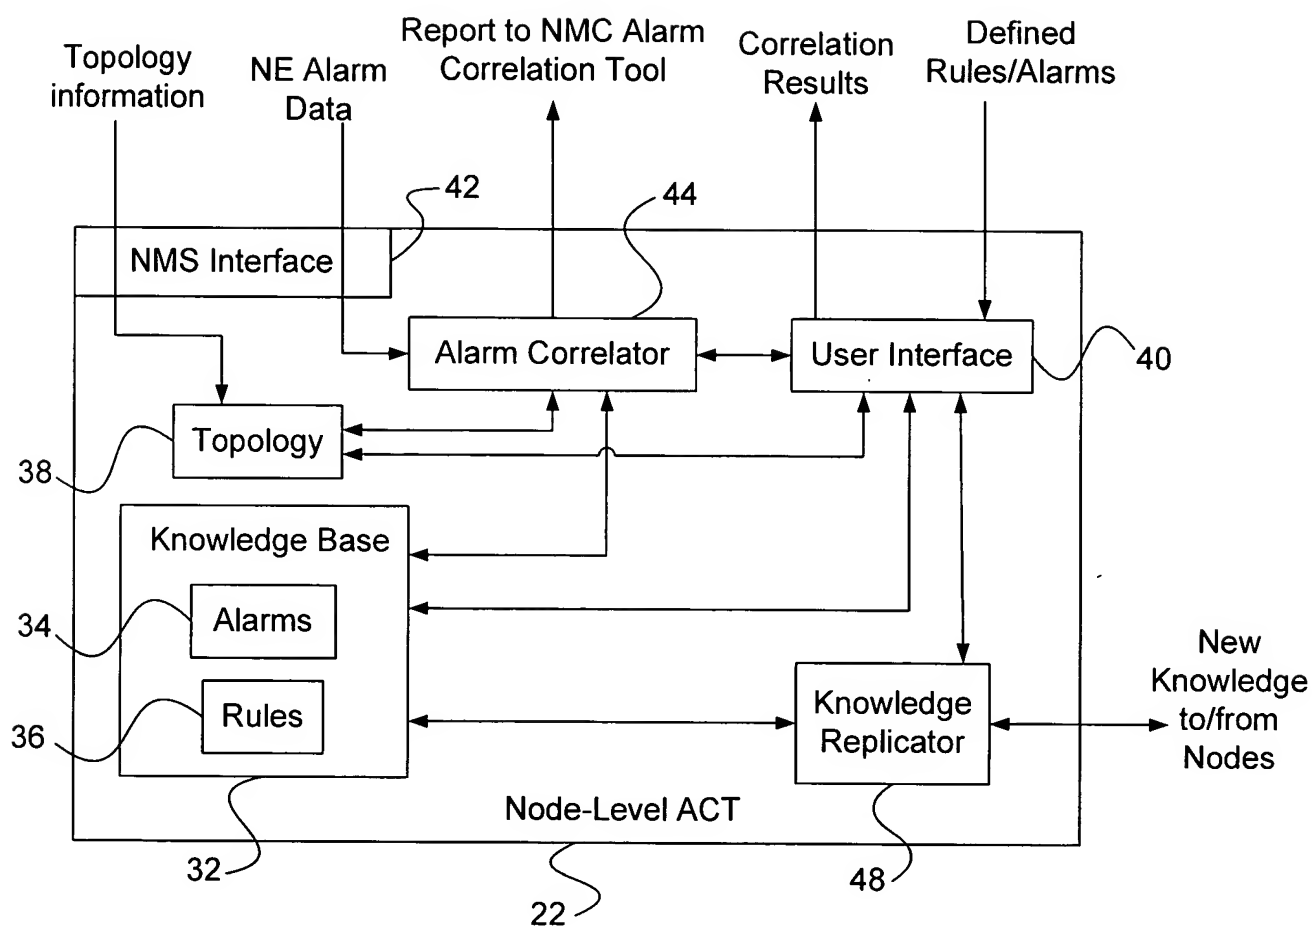 Topology
information
NE Alarm
Data
Report to NMC Alarm
Correlation Tool
Correlation
Results
Defined
Rules/Alarms
42
44
NMS Interface
Alarm Correlator
User Interface
40
Topology
38
Knowledge Base
Alarms
34
Rules
36
Knowledge
Replicator
New
Knowledge
to/from
Nodes
Node-Level ACT
32
22
48